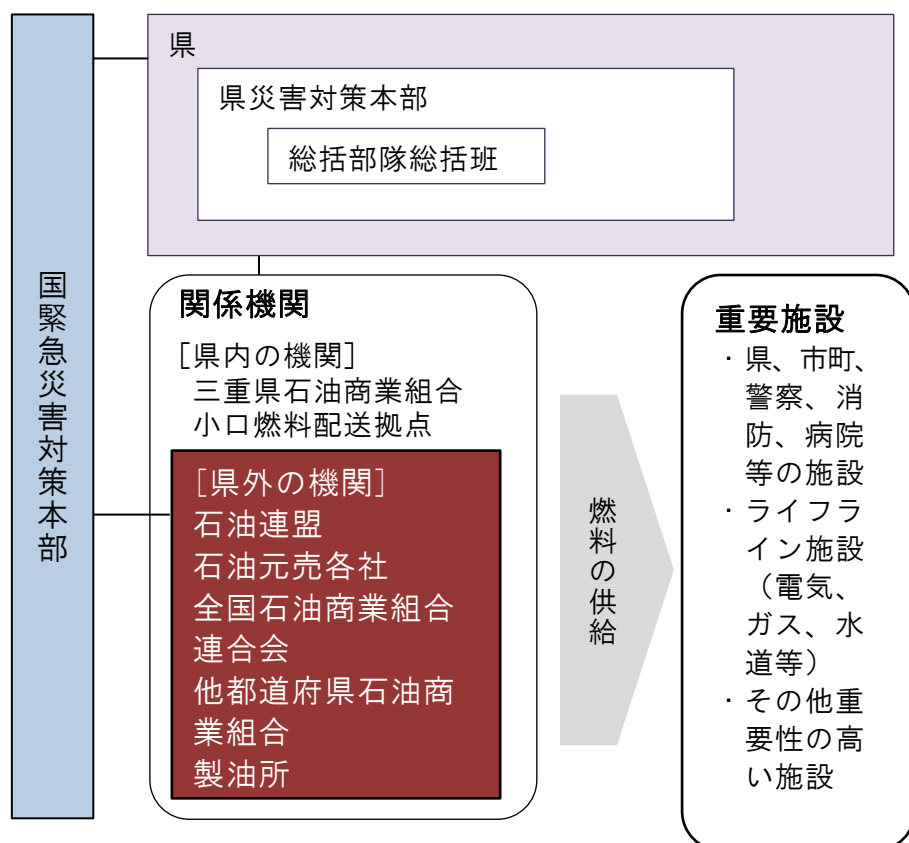 国緊急災害対策本部
県
県災害対策本部
総括部隊総括班
関係機関
［県内の機関］
三重県石油商業組合
小口燃料配送拠点
［県外の機関］
石油連盟
石油元売各社
全国石油商業組合
連合会
他都道府県石油商
業組合
製油所
燃料の供給
重要施設
・県、市町、
警察、消
防、病院
等の施設
・ライフラ
イン施設
（電気、
ガス、水
道等）
・その他重
要性の高
い施設